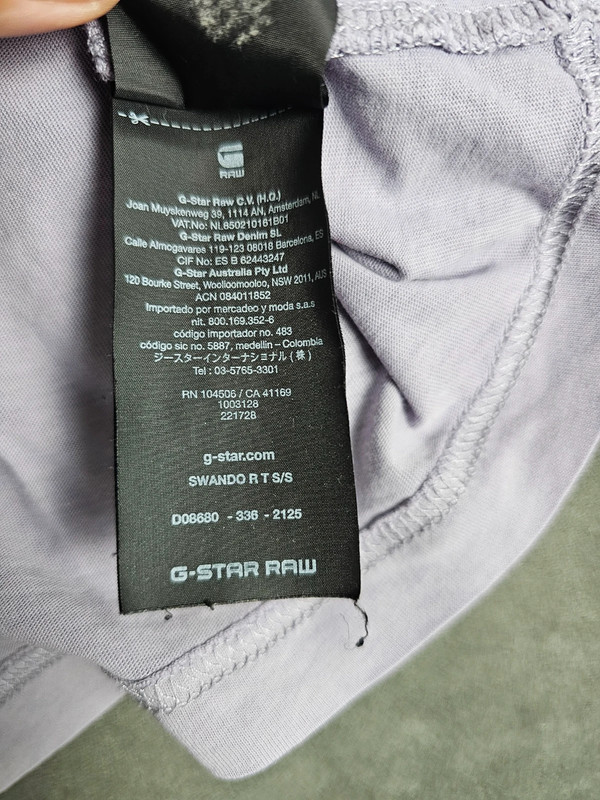 RAW
G-Star Raw C.V. (H.Q.)
Joan Muyskenweg 39, 1114 AN, Amsterdam, NL
VAT.No: NL850210161B01
G-Star Raw Denim SL
Calle Almogavares 119-123 08018 Barcelona, ES
CIF No: ES B 62443247
G-Star Australia Pty Ltd
120 Bourke Street, Woolloomooloo, NSW 2011, AUS
ACN 084011852
Importado por mercadeo y moda s.a.s
nit. 800.169.352-6
código importador no. 483
código sic no. 5887, medellin – Colombia
ジースターインターナショナル (株)
Tel : 03-5765-3301
RN 104506 / CA 41169
1003128
221728
g-star.com
SWANDO R T S/S
D08680 - 336 - 2125
G-STAR RAW